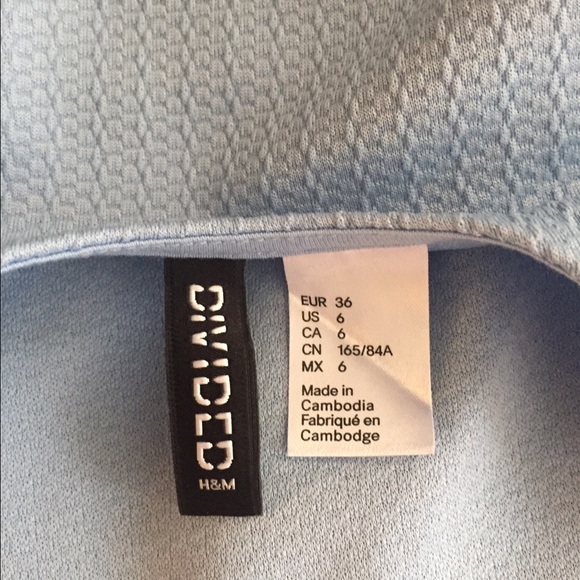 DIVIDED
H&M
EUR 36
US 6
CA 6
CN 165/84A
MX 6
Made in
Cambodia
Fabriqué en
Cambodge